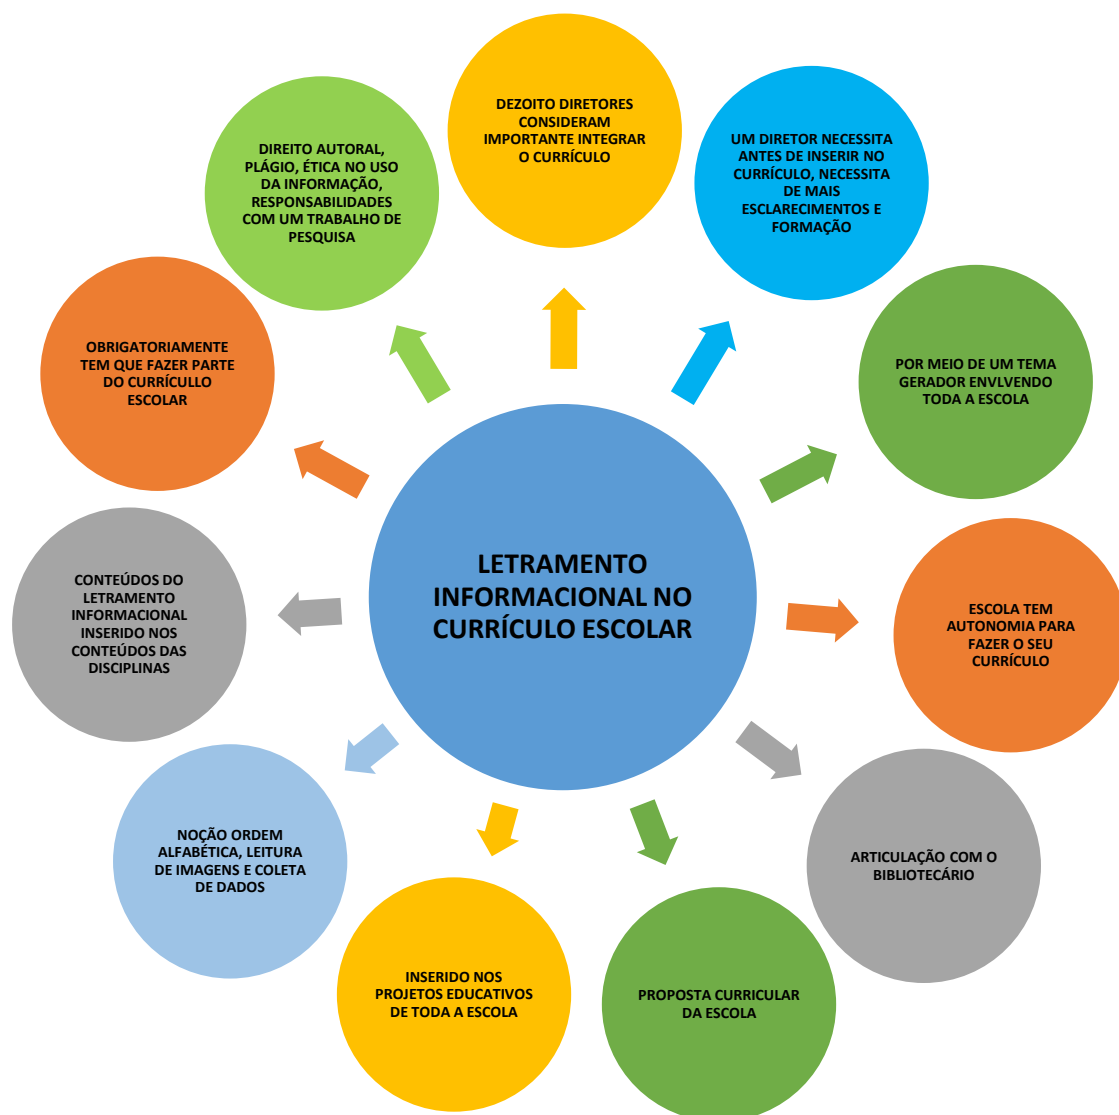 DEZOITO DIRETORES
CONSIDERAM
IMPORTANTE INTEGRAR
O CURRÍCULO
UM DIRETOR NECESSITA
ANTES DE INSERIR NO
CURRÍCULO, NECESSITA
DE MAIS
ESCLARECIMENTOS E
FORMAÇÃO
POR MEIO DE UM TEMA
GERADOR ENVLVENDO
TODA A ESCOLA
ESCOLA TEM
AUTONOMIA PARA
FAZER O SEU
CURRÍCULO
ARTICULAÇÃO COM O
BIBLIOTECÁRIO
PROPOSTA CURRICULAR
DA ESCOLA
INSERIDO NOS
PROJETOS EDUCATIVOS
DE TODA A ESCOLA
NOÇÃO ORDEM
ALFABÉTICA, LEITURA
DE IMAGENS E COLETA
DE DADOS
CONTEÚDOS DO
LETRAMENTO
INFORMACIONAL
INSERIDO NOS
CONTEÚDOS DAS
DISCIPLINAS
OBRIGATORIAMENTE
TEM QUE FAZER PARTE
DO CURRÍCULLO
ESCOLAR
DIREITO AUTORAL,
PLÁGIO, ÉTICA NO USO
DA INFORMAÇÃO,
RESPONSABILIDADES
COM UM TRABALHO DE
PESQUISA
LETRAMENTO
INFORMACIONAL NO
CURRÍCULO ESCOLAR